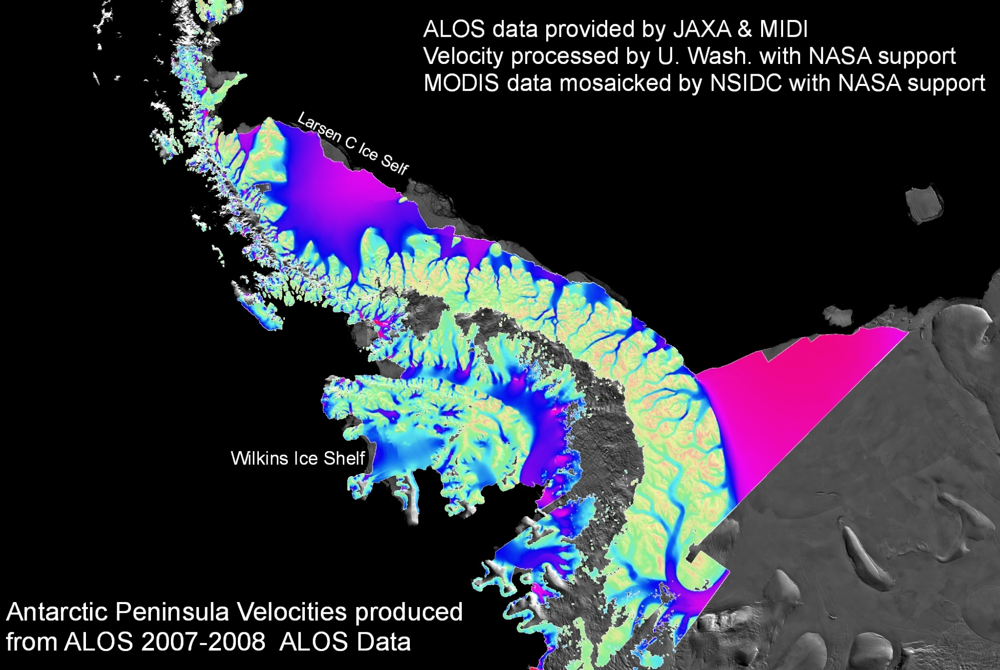 ALOS data provided by JAXA & MIDI
Velocity processed by U. Wash. with NASA support
MODIS data mosaicked by NSIDC with NASA support
Larsen C Ice Self
Wilkins Ice Shelf
Antarctic Peninsula Velocities produced
from ALOS 2007-2008  ALOS Data